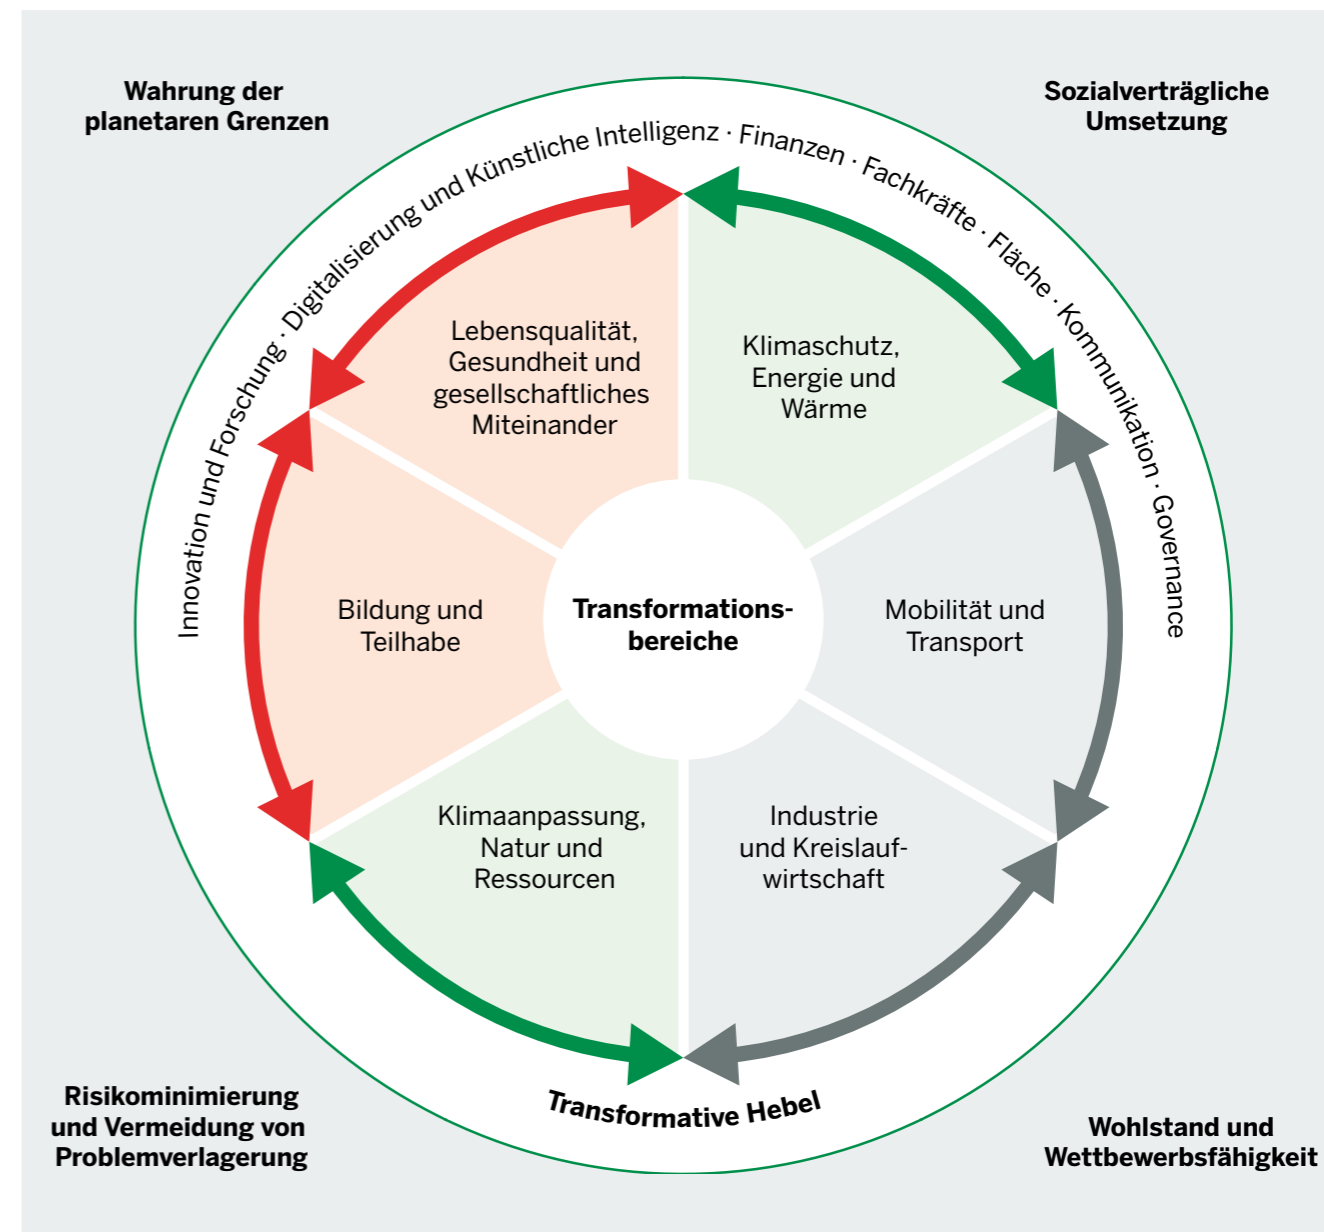 Wahrung der
planetaren Grenzen
Sozialverträgliche
Umsetzung
Innovation und Forschung · Digitalisierung und Künstliche Intelligenz · Finanzen · Fachkräfte · Fläche · Kommunikation · Governance
Lebensqualität,
Gesundheit und
gesellschaftliches
Miteinander
Klimaschutz,
Energie und
Wärme
Bildung und
Teilhabe
Transformations-
bereiche
Mobilität und
Transport
Klimaanpassung,
Natur und
Ressourcen
Industrie
und Kreislauf-
wirtschaft
Transformative Hebel
Risikominimierung
und Vermeidung von
Problemverlagerung
Wohlstand und
Wettbewerbsfähigkeit